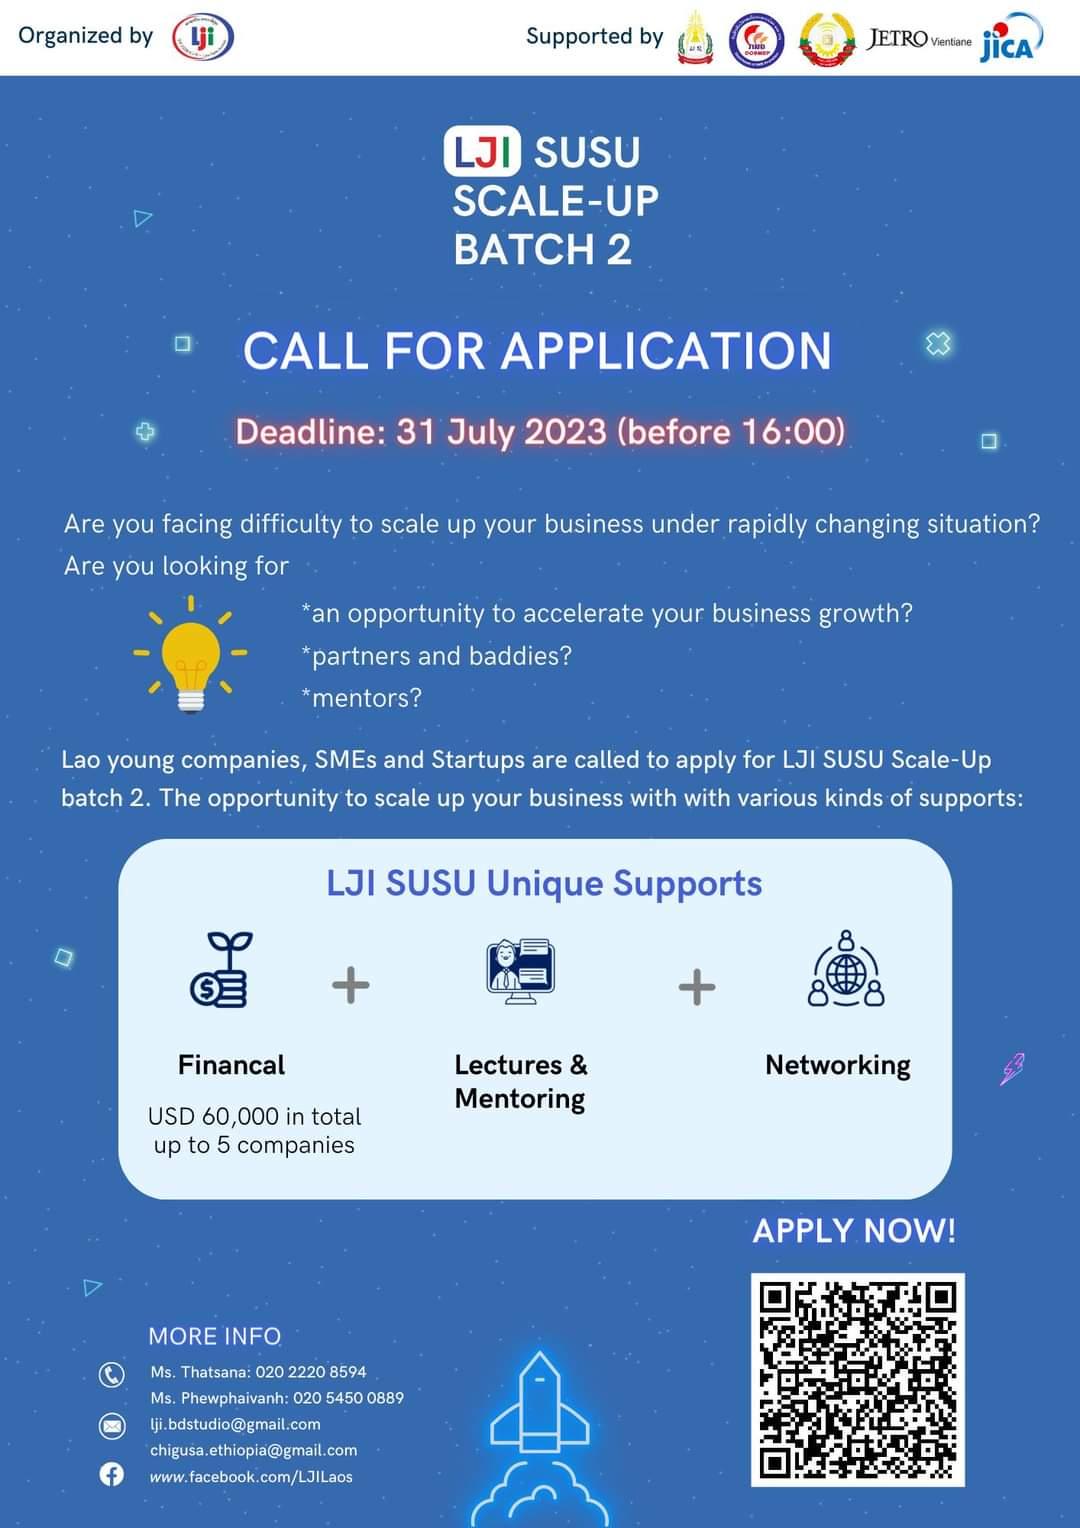 Organized by
lji
Supported by
DOSMEP
JETRO Vientiane
jICA
LJI SUSU
SCALE-UP
BATCH 2
CALL FOR APPLICATION
Deadline: 31 July 2023 (before 16:00)
Are you facing difficulty to scale up your business under rapidly changing situation?
Are you looking for
*an opportunity to accelerate your business growth?
*partners and baddies?
*mentors?
Lao young companies, SMEs and Startups are called to apply for LJI SUSU Scale-Up
batch 2. The opportunity to scale up your business with with various kinds of supports:
LJI SUSU Unique Supports
Financal
USD 60,000 in total
up to 5 companies
Lectures &
Mentoring
Networking
APPLY NOW!
MORE INFO
Ms. Thatsana: 020 2220 8594
Ms. Phewphaivanh: 020 5450 0889
lji.bdstudio@gmail.com
chigusa.ethiopia@gmail.com
www.facebook.com/LJILaos